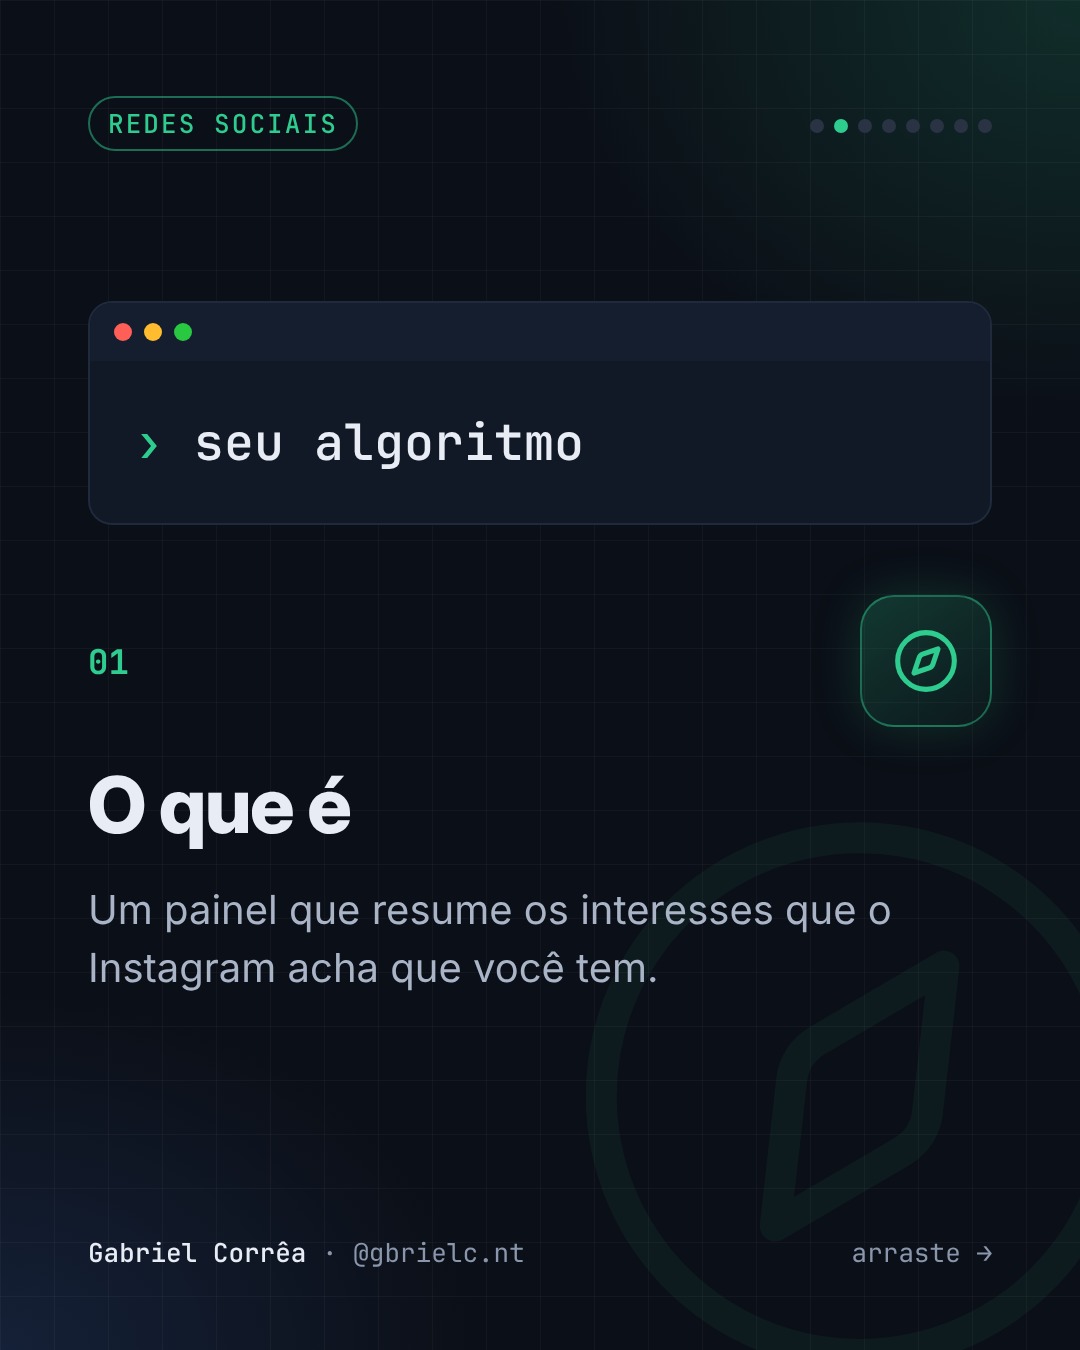 REDES SOCIAIS
› seu algoritmo
01
O que é
Um painel que resume os interesses que o
Instagram acha que você tem.
Gabriel Corrêa · @gbrielc.nt
arraste →